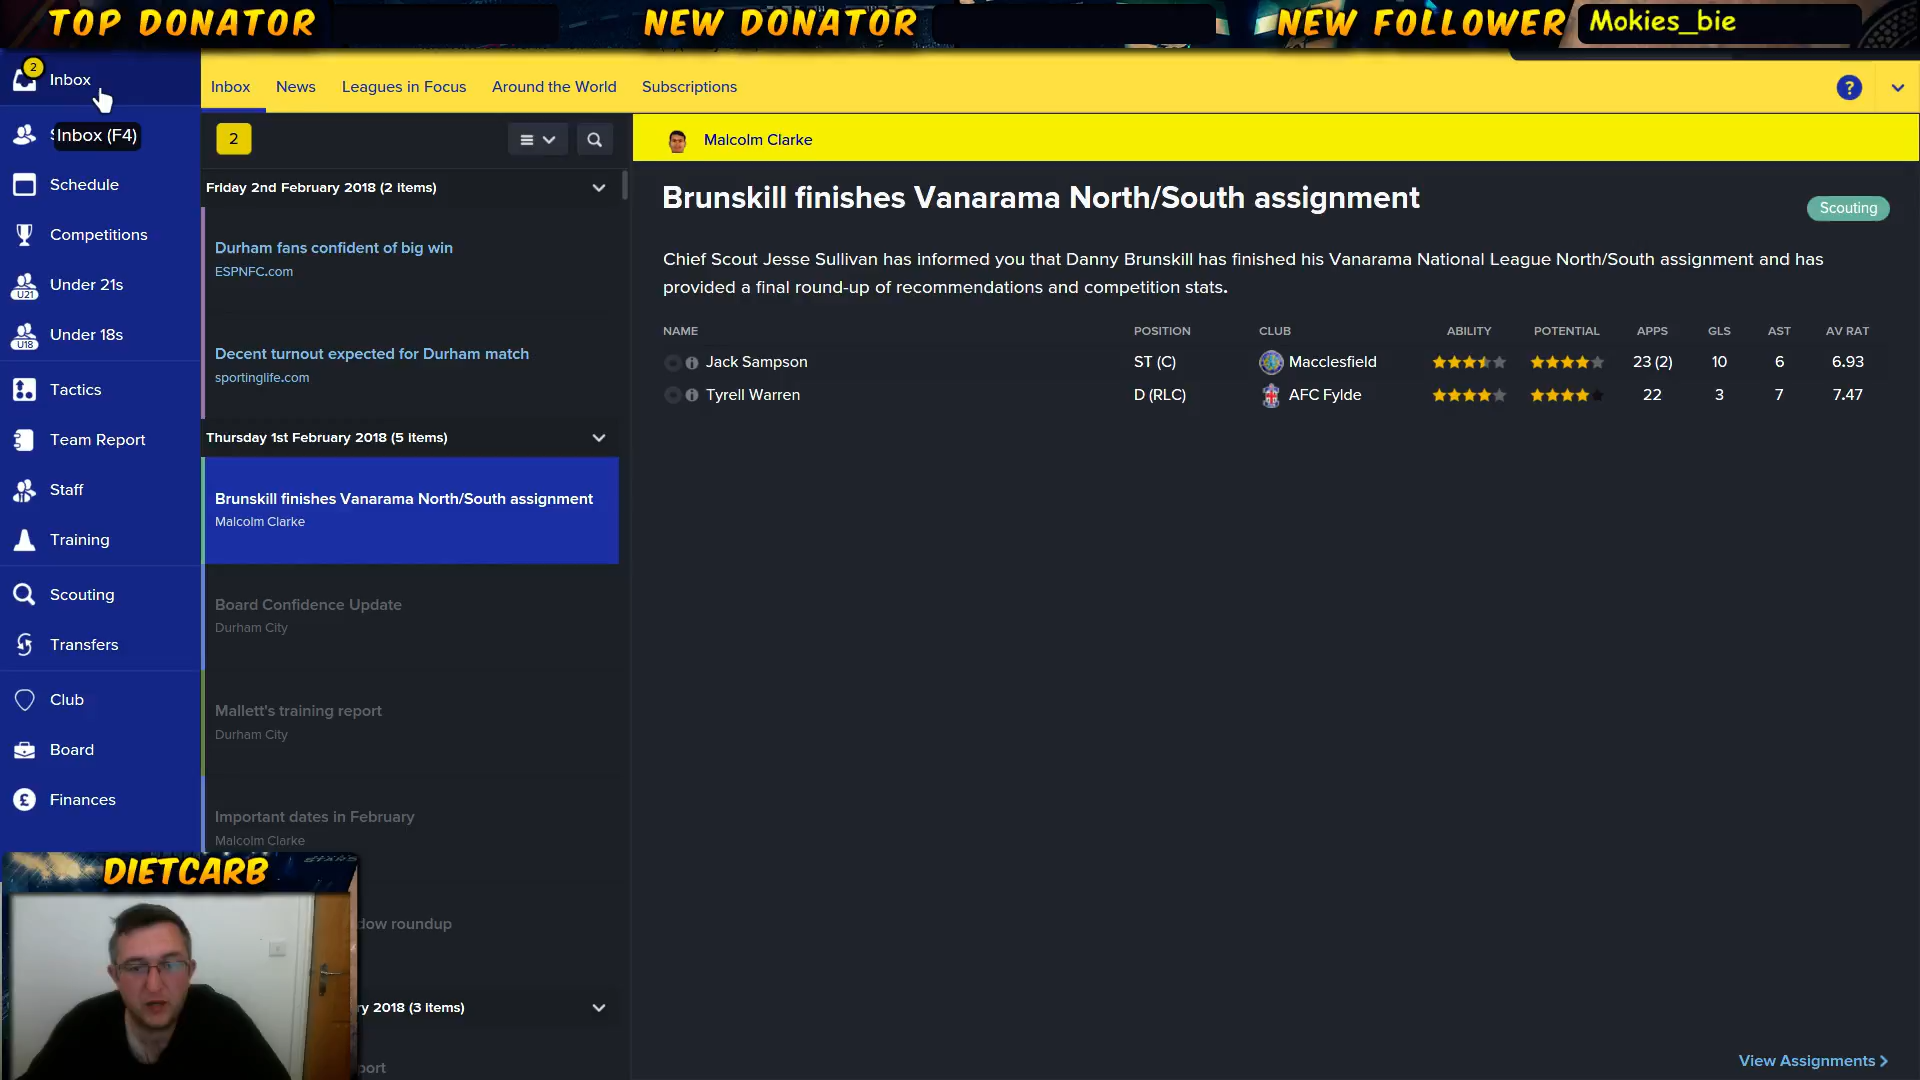 TOP DONATOR
NEW DONATOR
NEW FOLLOWER
Mokies_bie
2
Inbox
Inbox (F4)
Schedule
Competitions
U21
Under 21s
U18
Under 18s
Tactics
Team Report
Staff
Training
Scouting
Transfers
Club
Board
£
Finances
Inbox
News
Leagues in Focus
Around the World
Subscriptions
?
2
Friday 2nd February 2018 (2 items)
Durham fans confident of big win
ESPNFC.com
Decent turnout expected for Durham match
sportinglife.com
Thursday 1st February 2018 (5 items)
Brunskill finishes Vanarama North/South assignment
Malcolm Clarke
Board Confidence Update
Durham City
Mallett's training report
Durham City
Important dates in February
Malcolm Clarke
dow roundup
ry 2018 (3 items)
port
Malcolm Clarke
Brunskill finishes Vanarama North/South assignment
Scouting
Chief Scout Jesse Sullivan has informed you that Danny Brunskill has finished his Vanarama National League North/South assignment and has
provided a final round-up of recommendations and competition stats.
NAME POSITION CLUB ABILITY POTENTIAL APPS GLS AST AV RAT
Jack Sampson ST (C) Macclesfield 23 (2) 10 6 6.93
Tyrell Warren D (RLC) AFC Fylde 22 3 7 7.47
View Assignments
DIETCARB